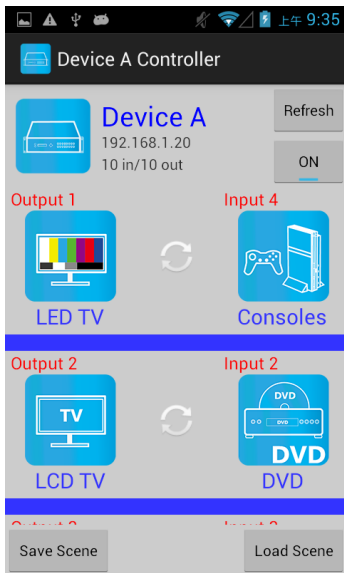 上午 9:35
Device A Controller
Device A
192.168.1.20
10 in/10 out
Refresh
ON
Output 1
Input 4
LED TV
Consoles
Output 2
Input 2
TV
DVD
DVD
DVD
LCD TV
DVD
Save Scene
Load Scene